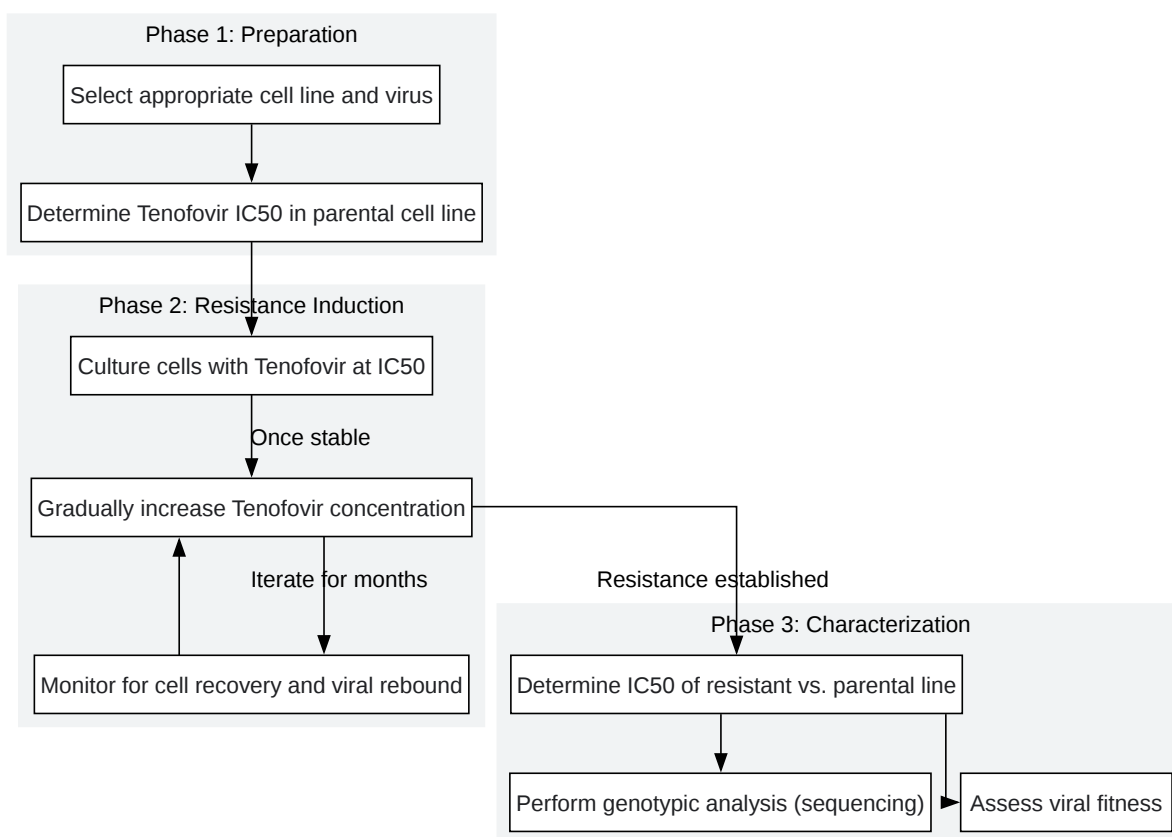 Phase 1: Preparation
Select appropriate cell line and virus
Determine Tenofovir IC50 in parental cell line
Phase 2: Resistance Induction
Culture cells with Tenofovir at IC50
Once stable
Gradually increase Tenofovir concentration
Iterate for months
Resistance established
Monitor for cell recovery and viral rebound
Phase 3: Characterization
Determine IC50 of resistant vs. parental line
Perform genotypic analysis (sequencing)
Assess viral fitness